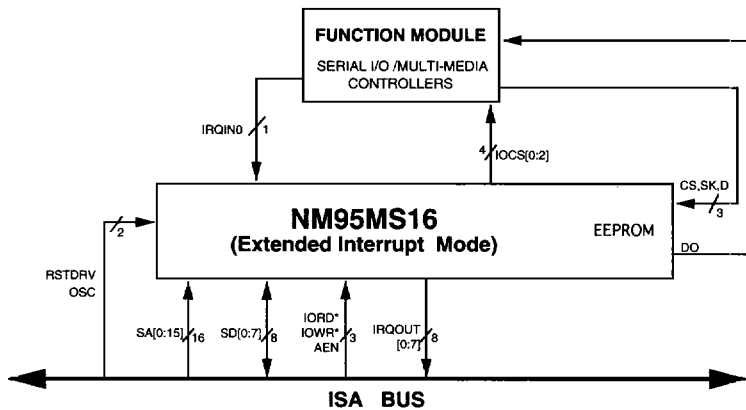 FUNCTION MODULE
SERIAL I/O /MULTI-MEDIA
CONTROLLERS
IRQIN0
1
4
IOCS[0:2]
CS,SK,D
3
NM95MS16
(Extended Interrupt Mode)
EEPROM
DO
2
RSTDRV
OSC
SA[0:15]
16
SD[0:7]
8
IORD*
IOWR*
AEN
3
IRQOUT
[0:7]
8
ISA BUS